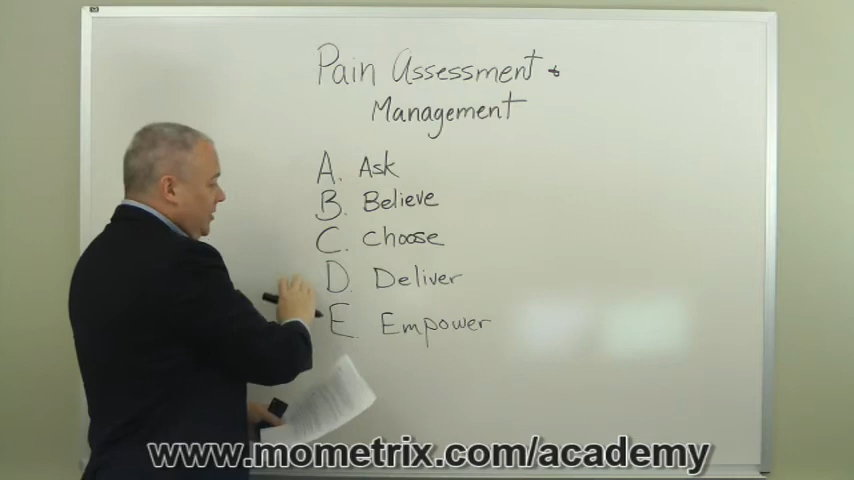 Pain Assessment &
Management
A. Ask
B. Believe
C. Choose
D. Deliver
E. Empower
www.mometrix.com/academy